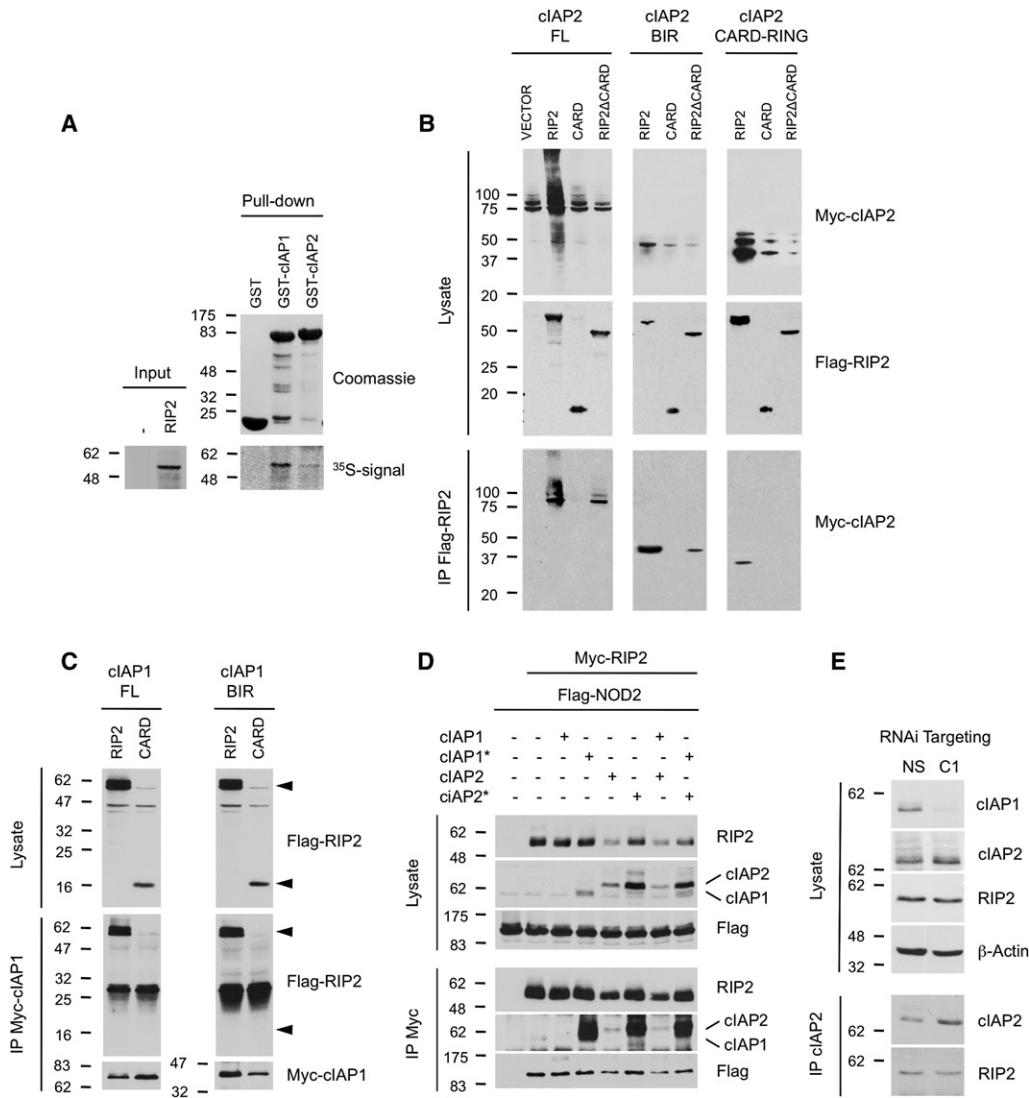 A
Pull-down
GST
GST-cIAP1
GST-cIAP2
175
83
48
32
25
Coomassie
Input
-
RIP2
62
48
62
48
35S-signal
B
cIAP2
FL
cIAP2
BIR
cIAP2
CARD-RING
VECTOR
RIP2
CARD
RIP2ΔCARD
RIP2
CARD
RIP2ΔCARD
RIP2
CARD
RIP2ΔCARD
Lysate
100
75
50
37
20
Myc-cIAP2
50
25
20
Flag-RIP2
IP Flag-RIP2
100
75
50
37
20
Myc-cIAP2
C
cIAP1
FL
cIAP1
BIR
RIP2
CARD
RIP2
CARD
Lysate
62
47
32
25
16
Flag-RIP2
IP Myc-cIAP1
62
47
32
25
16
Flag-RIP2
83
62
47
32
Myc-cIAP1
D
Myc-RIP2
Flag-NOD2
cIAP1 - - + - - - + -
cIAP1* - - - + - - - +
cIAP2 - - - - + - + -
ciAP2* - - - - - + - +
Lysate
62
48
RIP2
62
cIAP2
cIAP1
175
83
Flag
IP Myc
62
48
RIP2
62
cIAP2
cIAP1
175
83
Flag
E
RNAi Targeting
NS C1
Lysate
62
cIAP1
62
cIAP2
62
RIP2
48
32
β-Actin
IP cIAP2
62
cIAP2
62
RIP2